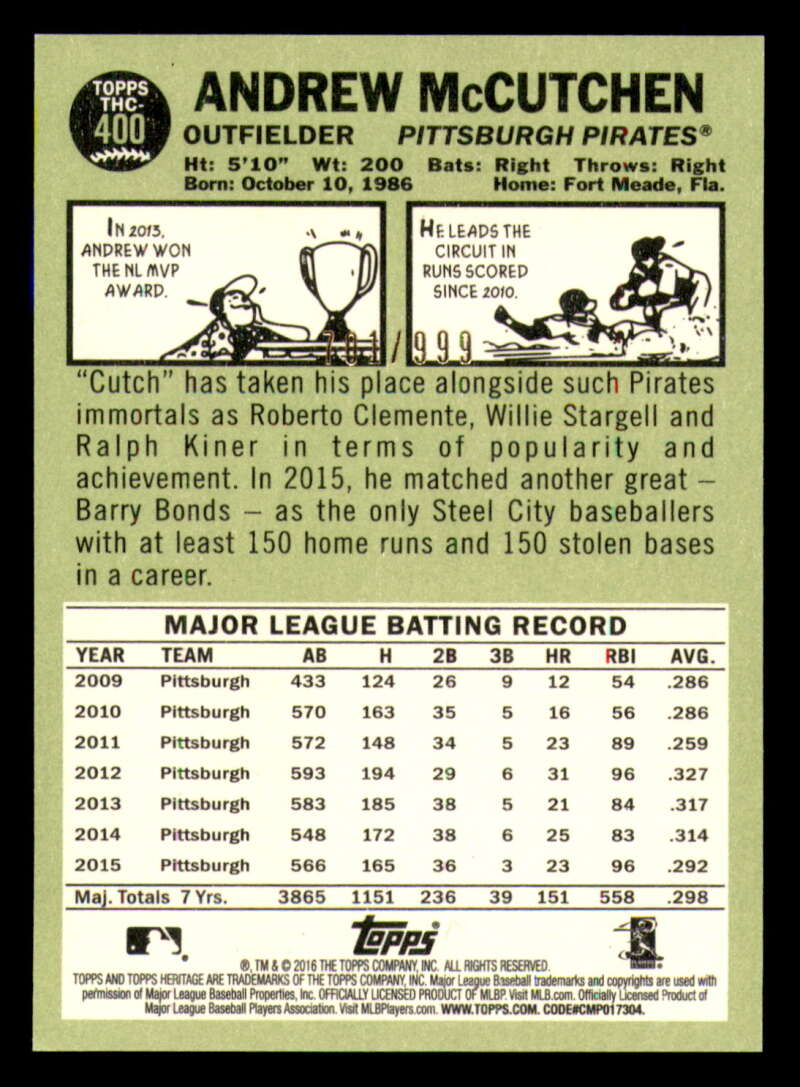 TOPPS
THC-
400
ANDREW McCUTCHEN
OUTFIELDER PITTSBURGH PIRATES®
Ht: 5'10" Wt: 200 Bats: Right Throws: Right
Born: October 10, 1986 Home: Fort Meade, Fla.
IN 2013,
ANDREW WON
THE NL MVP
AWARD.
HE LEADS THE
CIRCUIT IN
RUNS SCORED
SINCE 2010.
701/999
"Cutch" has taken his place alongside such Pirates
immortals as Roberto Clemente, Willie Stargell and
Ralph Kiner in terms of popularity and
achievement. In 2015, he matched another great –
Barry Bonds – as the only Steel City baseballers
with at least 150 home runs and 150 stolen bases
in a career.
MAJOR LEAGUE BATTING RECORD
YEAR TEAM AB H 2B 3B HR RBI AVG.
2009 Pittsburgh 433 124 26 9 12 54 .286
2010 Pittsburgh 570 163 35 5 16 56 .286
2011 Pittsburgh 572 148 34 5 23 89 .259
2012 Pittsburgh 593 194 29 6 31 96 .327
2013 Pittsburgh 583 185 38 5 21 84 .317
2014 Pittsburgh 548 172 38 6 25 83 .314
2015 Pittsburgh 566 165 36 3 23 96 .292
Maj. Totals 7 Yrs. 3865 1151 236 39 151 558 .298
Topps®
®, TM & © 2016 THE TOPPS COMPANY, INC. ALL RIGHTS RESERVED.
TOPPS AND TOPPS HERITAGE ARE TRADEMARKS OF THE TOPPS COMPANY, INC. Major League Baseball trademarks and copyrights are used with
permission of Major League Baseball Properties, Inc. OFFICIALLY LICENSED PRODUCT OF MLBP. Visit MLB.com. Officially Licensed Product of
Major League Baseball Players Association. Visit MLBPlayers.com. WWW.TOPPS.COM. CODE#CMP017304.